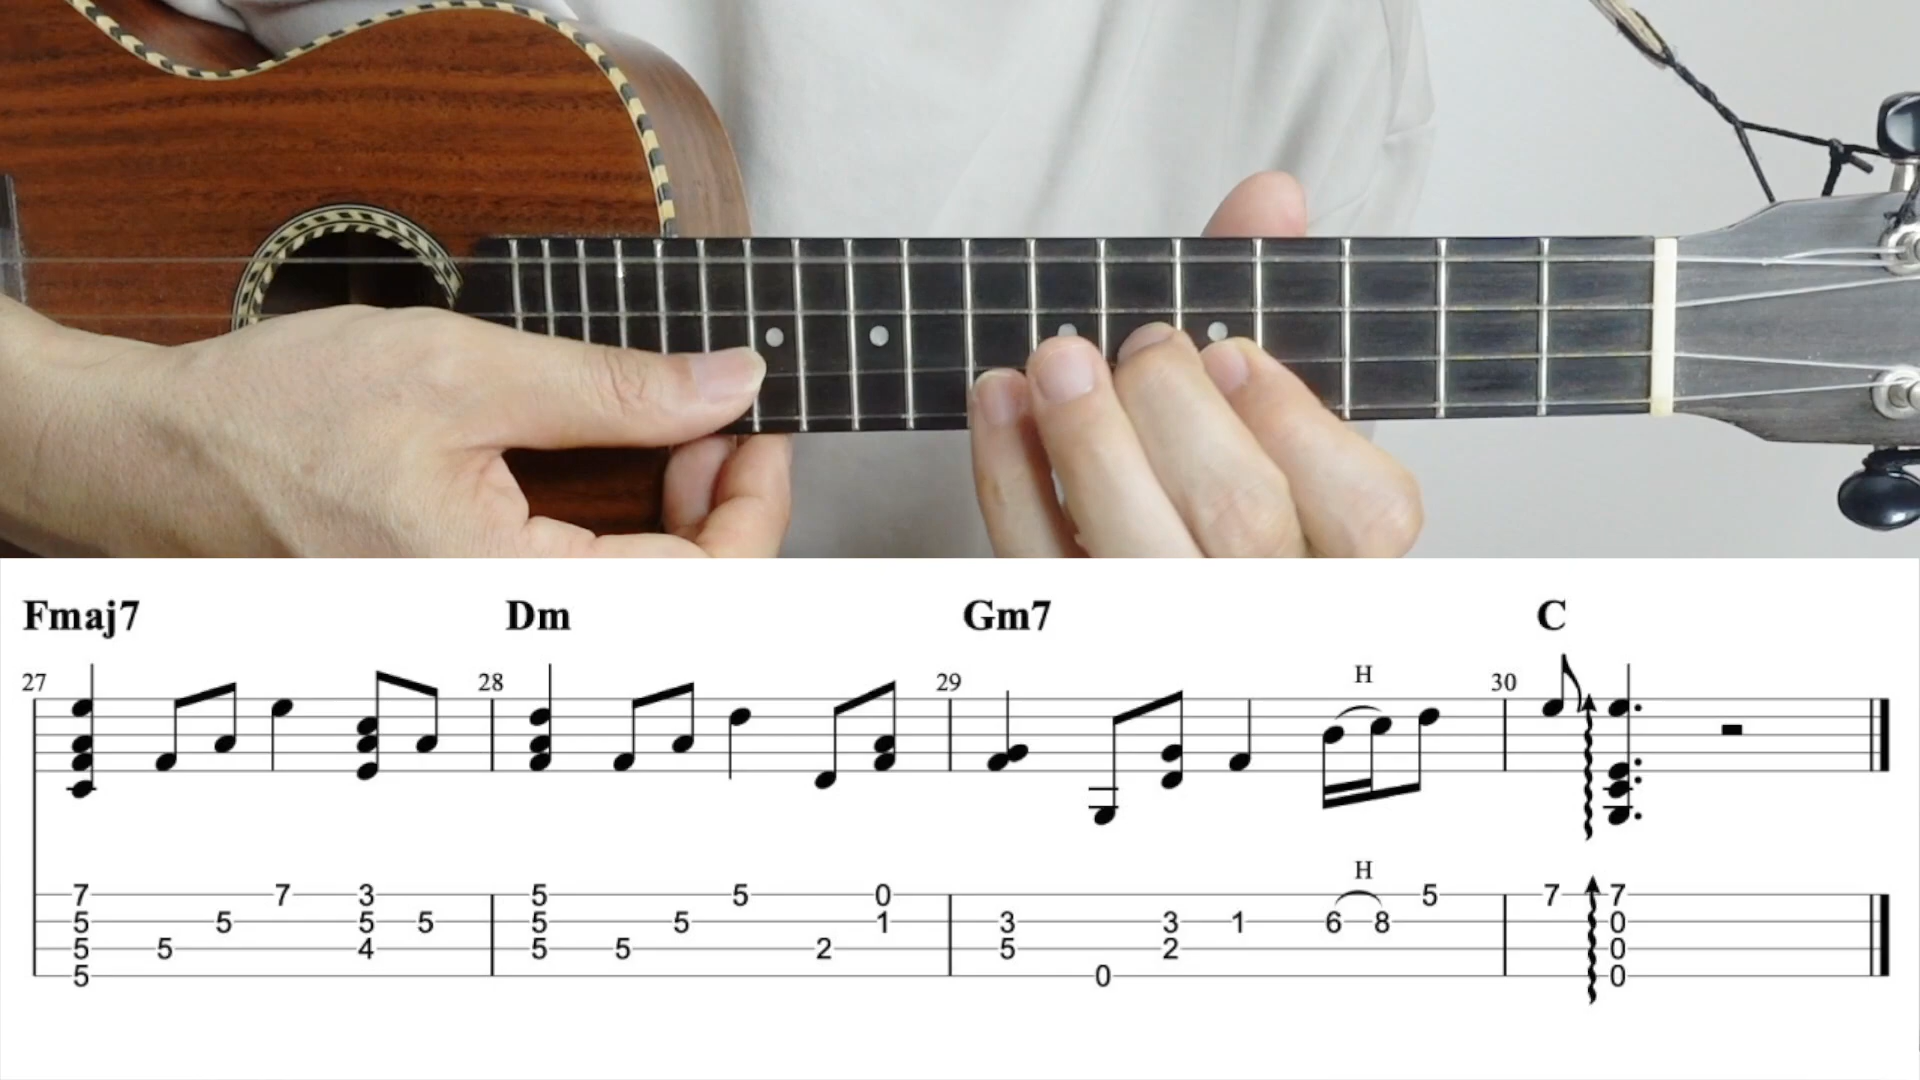 Fmaj7 Dm Gm7 C
27 28 29 H 30
H
7 7 3 5 5 0 5 7 7
5 5 5 5 5 5 1 3 3 1 6 8 0
5 5 4 5 5 2 5 2 0
5 0 0